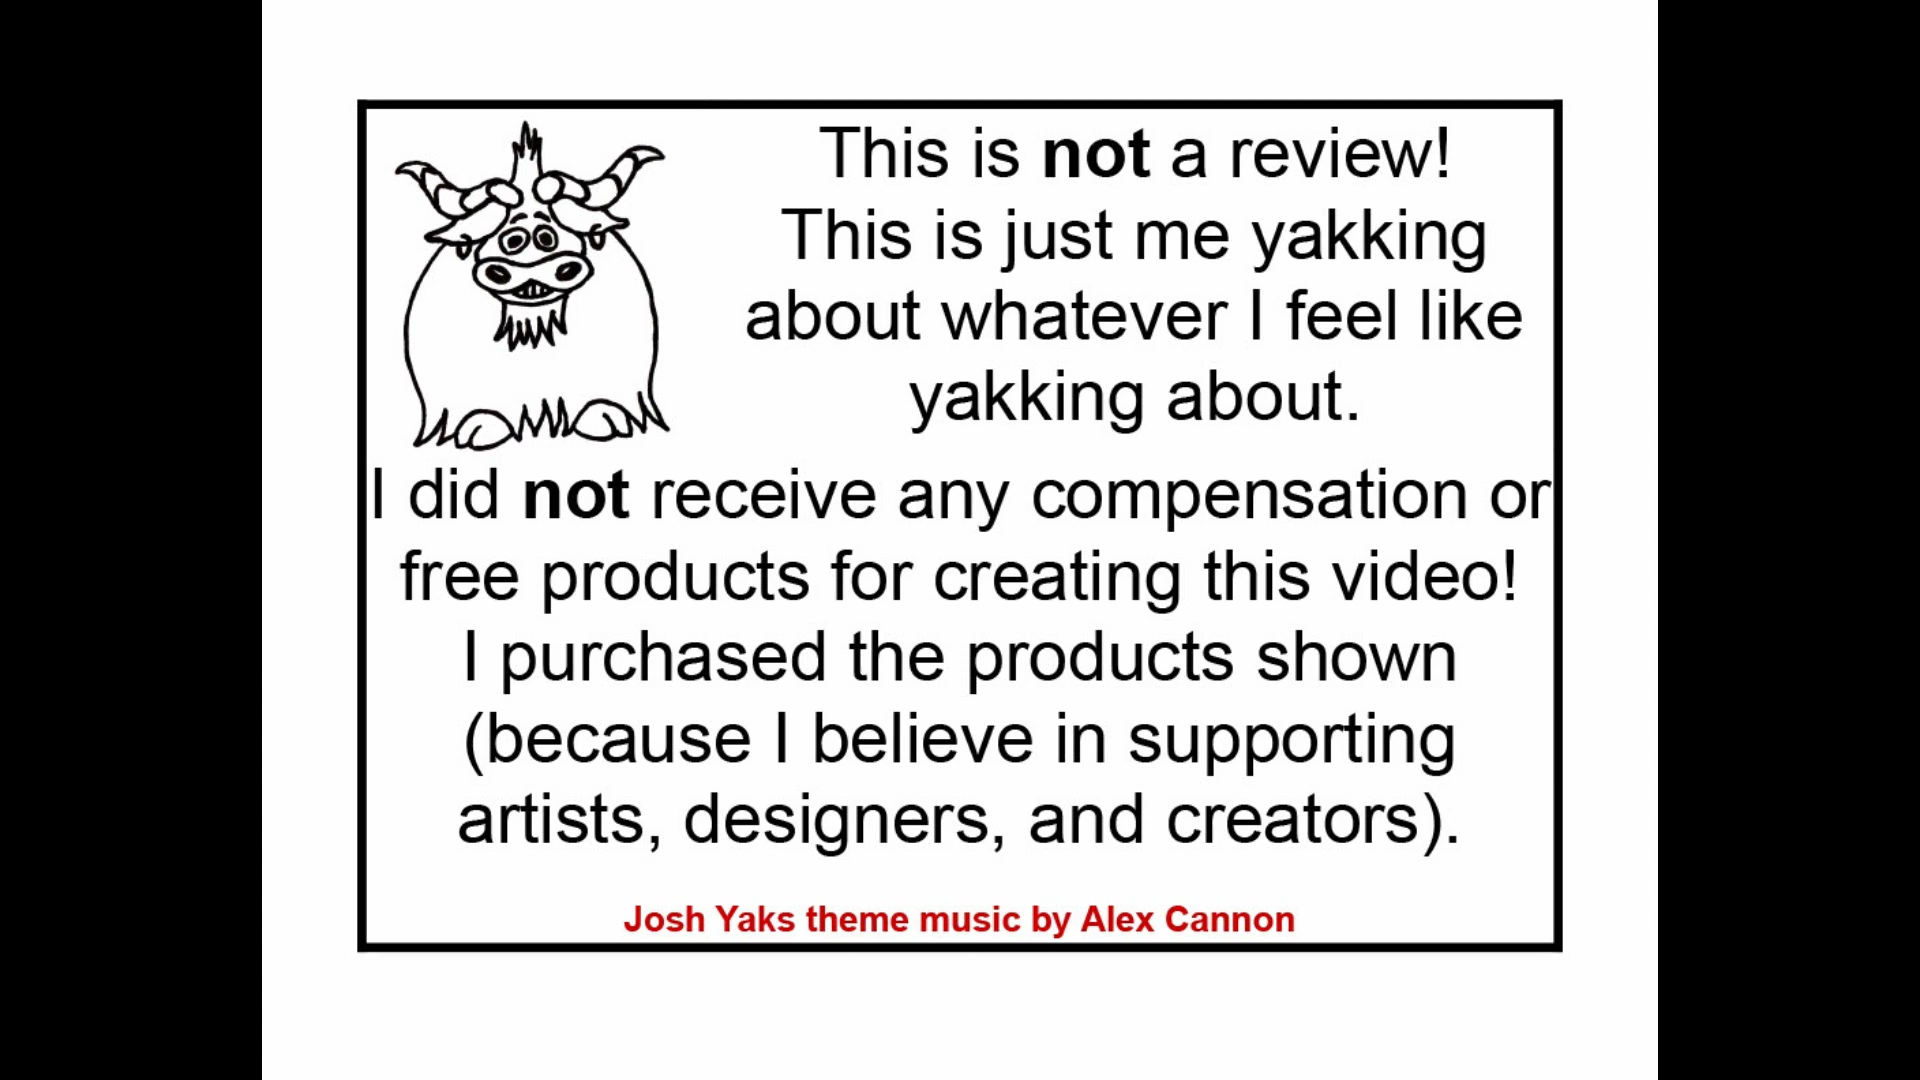 This is not a review!
This is just me yakking
about whatever I feel like
yakking about.
I did not receive any compensation or
free products for creating this video!
I purchased the products shown
(because I believe in supporting
artists, designers, and creators).
Josh Yaks theme music by Alex Cannon